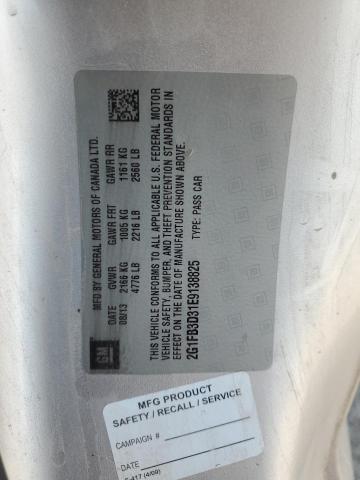 MFD BY GENERAL MOTORS OF CANADA LTD.
DATE GVWR GAWR FRT GAWR RR
08/13 2166 KG 1005 KG 1161 KG
4776 LB 2216 LB 2560 LB
THIS VEHICLE CONFORMS TO ALL APPLICABLE U.S. FEDERAL MOTOR
VEHICLE SAFETY, BUMPER, AND THEFT PREVENTION STANDARDS IN
EFFECT ON THE DATE OF MANUFACTURE SHOWN ABOVE.
2G1FB3D31E9138825 TYPE: PASS CAR
GM
MFG PRODUCT
SAFETY / RECALL / SERVICE
CAMPAIGN #
DATE
-417 (4/00)